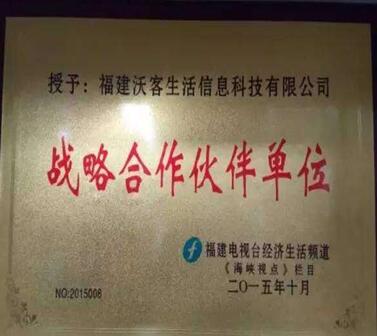 授予：福建沃客生活信息科技有限公司
战略合作伙伴单位
福建电视台经济生活频道
《海峡视点》栏目
NO:2015008
二〇一五年十月